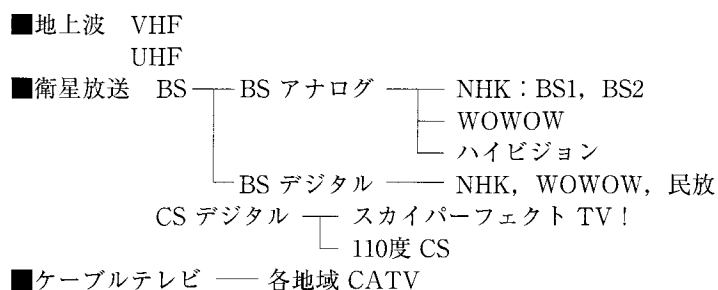 ■地上波 VHF
UHF
■衛星放送 BS BS アナログ NHK：BS1，BS2
WOWOW
ハイビジョン
BS デジタル NHK，WOWOW，民放
CS デジタル スカイパーフェクト TV！
110度 CS
■ケーブルテレビ 各地域 CATV